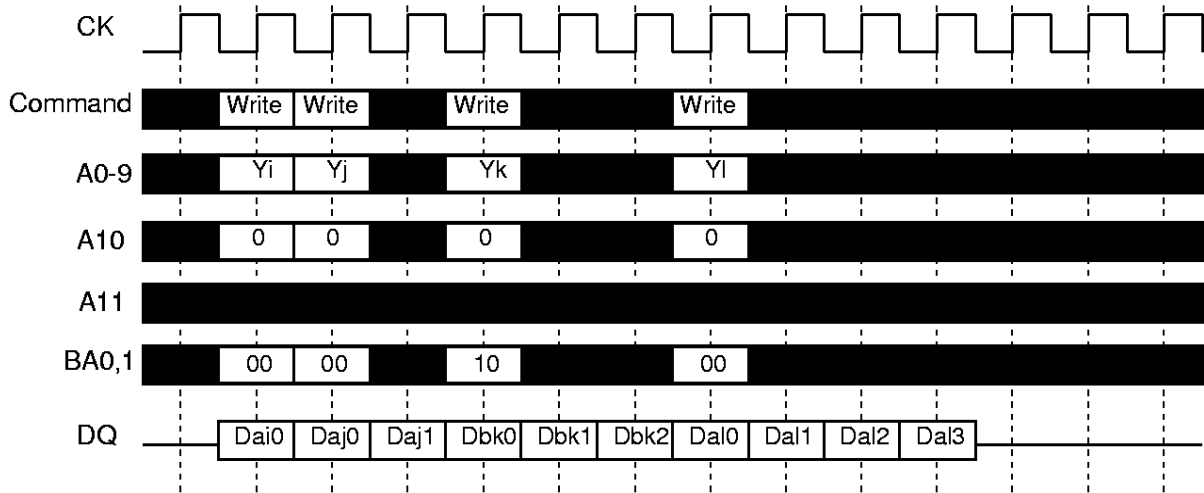 CK
Command Write Write Write Write
A0-9 Yi Yj Yk Yl
A10 0 0 0 0
A11
BA0,1 00 00 10 00
DQ Dai0 Daj0 Daj1 Dbk0 Dbk1 Dbk2 Dal0 Dal1 Dal2 Dal3